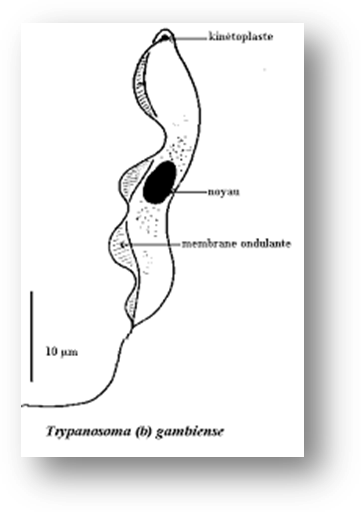 kinétoplaste
noyau
membrane ondulante
10 µm
Trypanosoma (b) gambiense